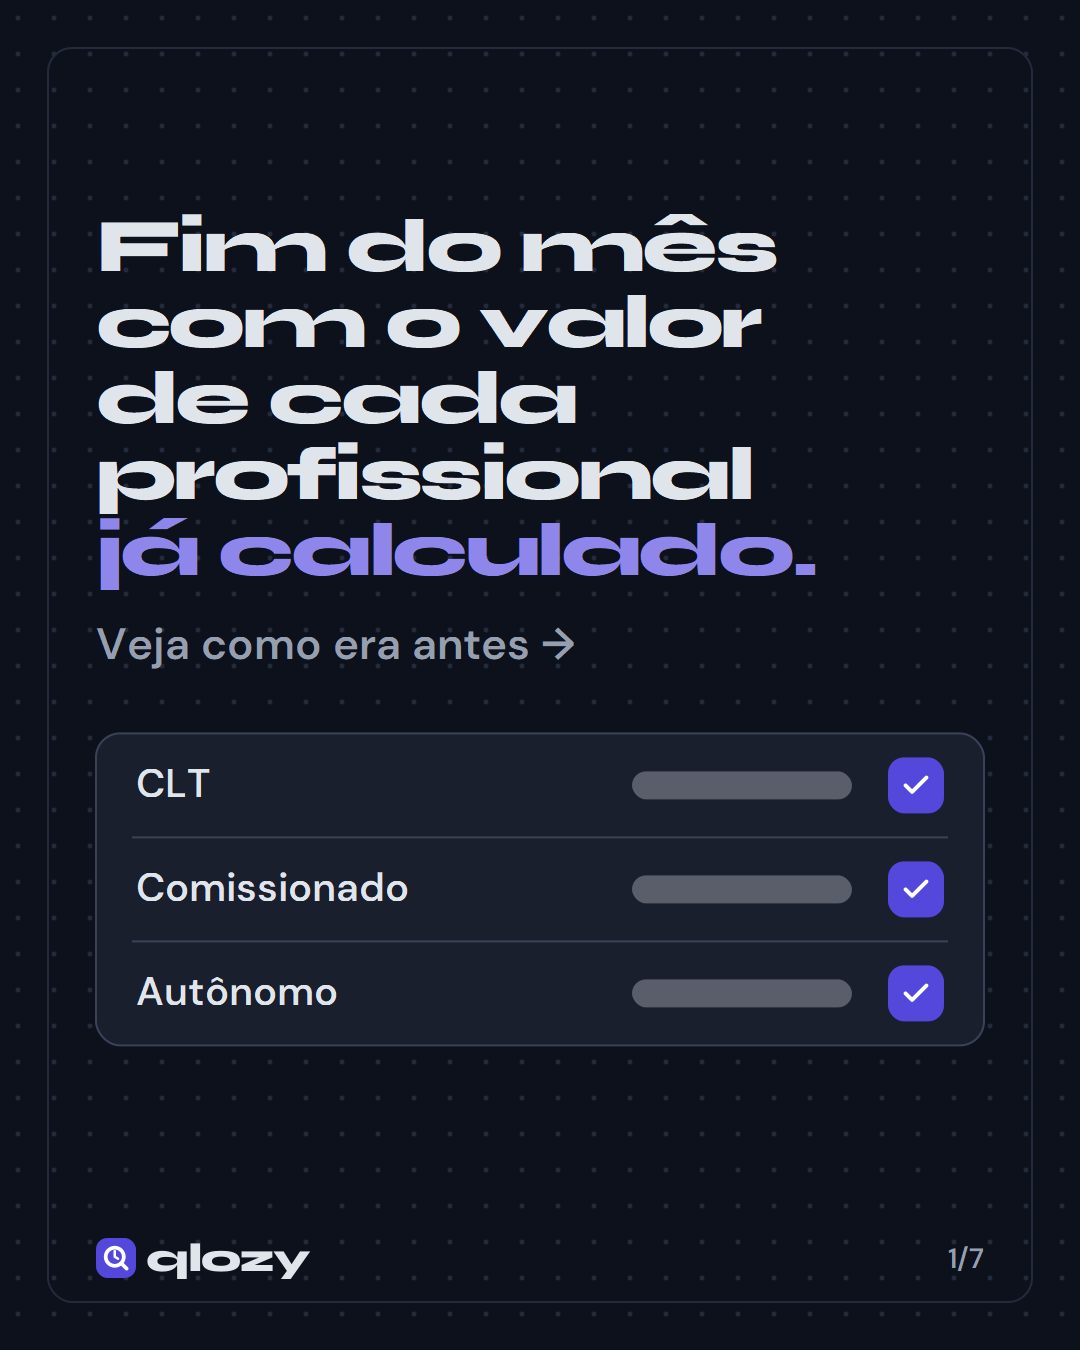 Fim do mês
com o valor
de cada
profissional
já calculado.
Veja como era antes →
CLT
Comissionado
Autônomo
qlozy
1/7